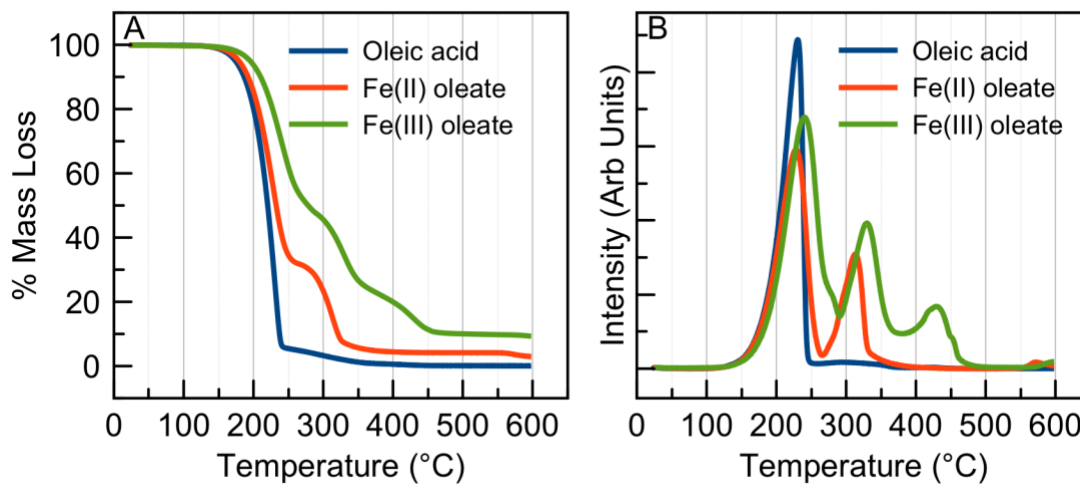 A
Oleic acid
Fe(II) oleate
Fe(III) oleate
% Mass Loss
100
80
60
40
20
0
0 100 200 300 400 500 600
Temperature (°C)
B
Oleic acid
Fe(II) oleate
Fe(III) oleate
Intensity (Arb Units)
0 100 200 300 400 500 600
Temperature (°C)